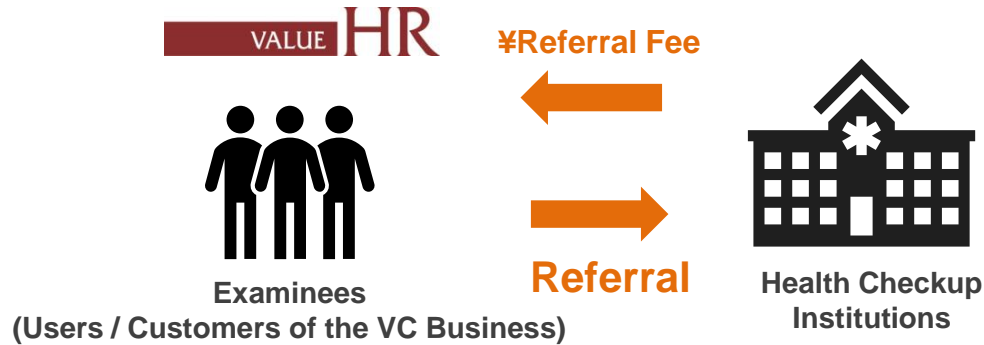 VALUE HR
¥Referral Fee
Referral
Examinees
(Users / Customers of the VC Business)
Health Checkup
Institutions